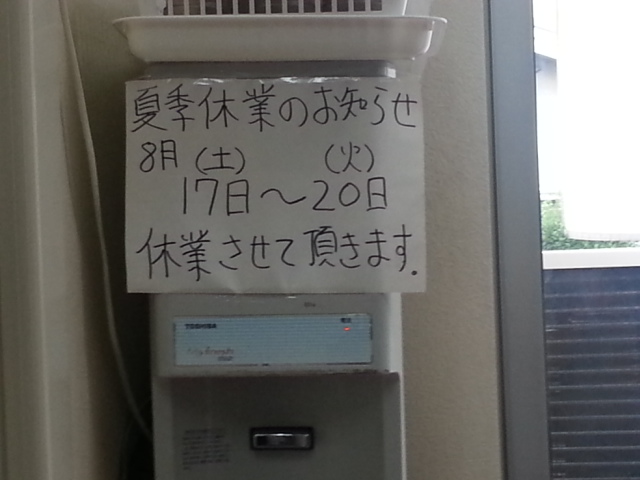 夏季休業のお知らせ
8月(土) (火)
17日〜20日
休業させて頂きます.
TOSHIBA